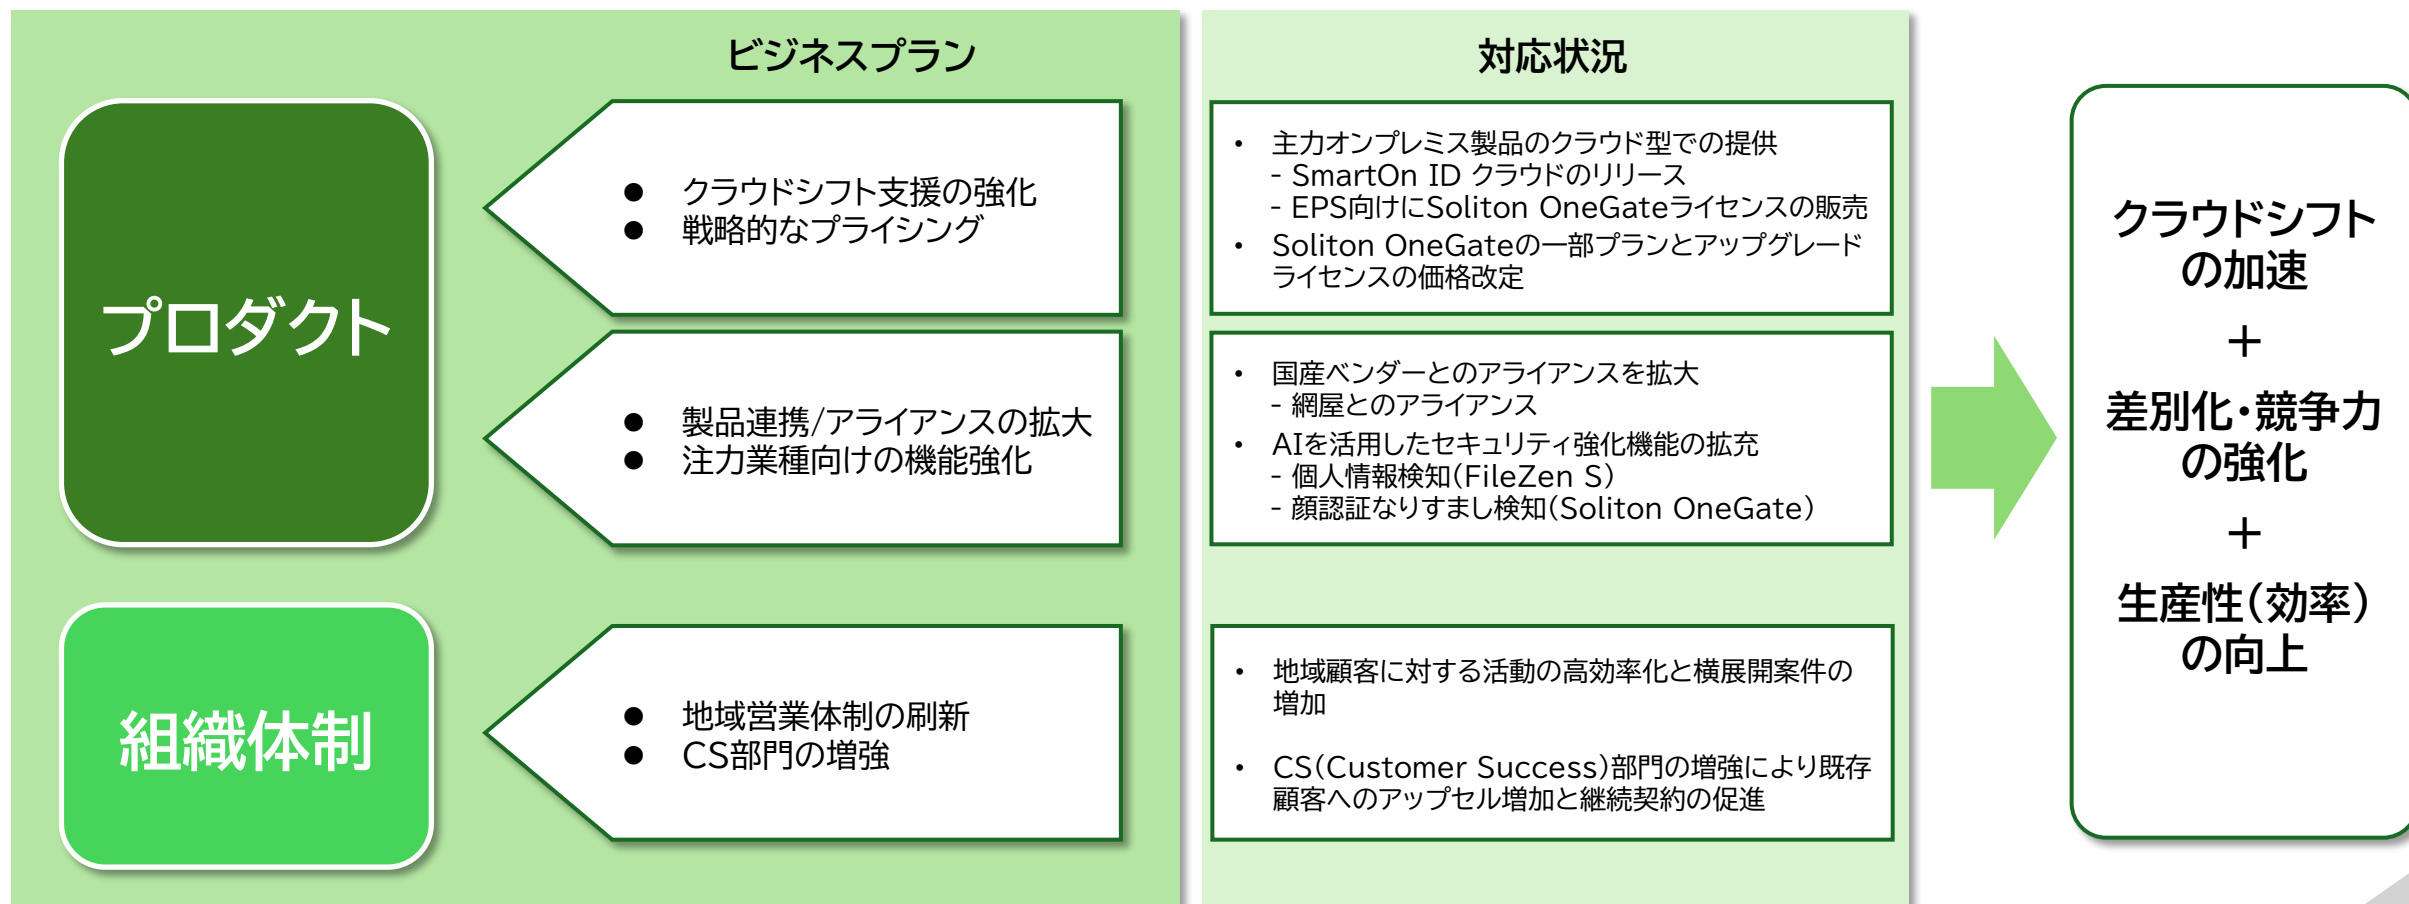 ビジネスプラン
対応状況
プロダクト
● クラウドシフト支援の強化
● 戦略的なプライシング
• 主力オンプレミス製品のクラウド型での提供
- SmartOn ID クラウドのリリース
- EPS向けにSoliton OneGateライセンスの販売
• Soliton OneGateの一部プランとアップグレード
ライセンスの価格改定
● 製品連携/アライアンスの拡大
● 注力業種向けの機能強化
• 国産ベンダーとのアライアンスを拡大
- 網屋とのアライアンス
• AIを活用したセキュリティ強化機能の拡充
- 個人情報検知(FileZen S)
- 顔認証なりすまし検知(Soliton OneGate)
組織体制
● 地域営業体制の刷新
● CS部門の増強
• 地域顧客に対する活動の高効率化と横展開案件の
増加
• CS(Customer Success)部門の増強により既存
顧客へのアップセル増加と継続契約の促進
クラウドシフト
の加速
＋
差別化・競争力
の強化
＋
生産性(効率)
の向上